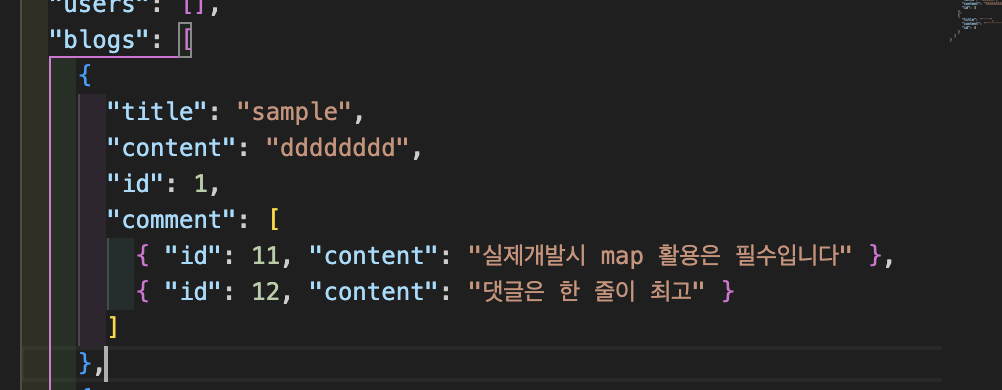 "users": [],
"blogs": [
{
"title": "sample",
"content": "dddddddd",
"id": 1,
"comment": [
{ "id": 11, "content": "실제개발시 map 활용은 필수입니다" },
{ "id": 12, "content": "댓글은 한 줄이 최고" }
]
},